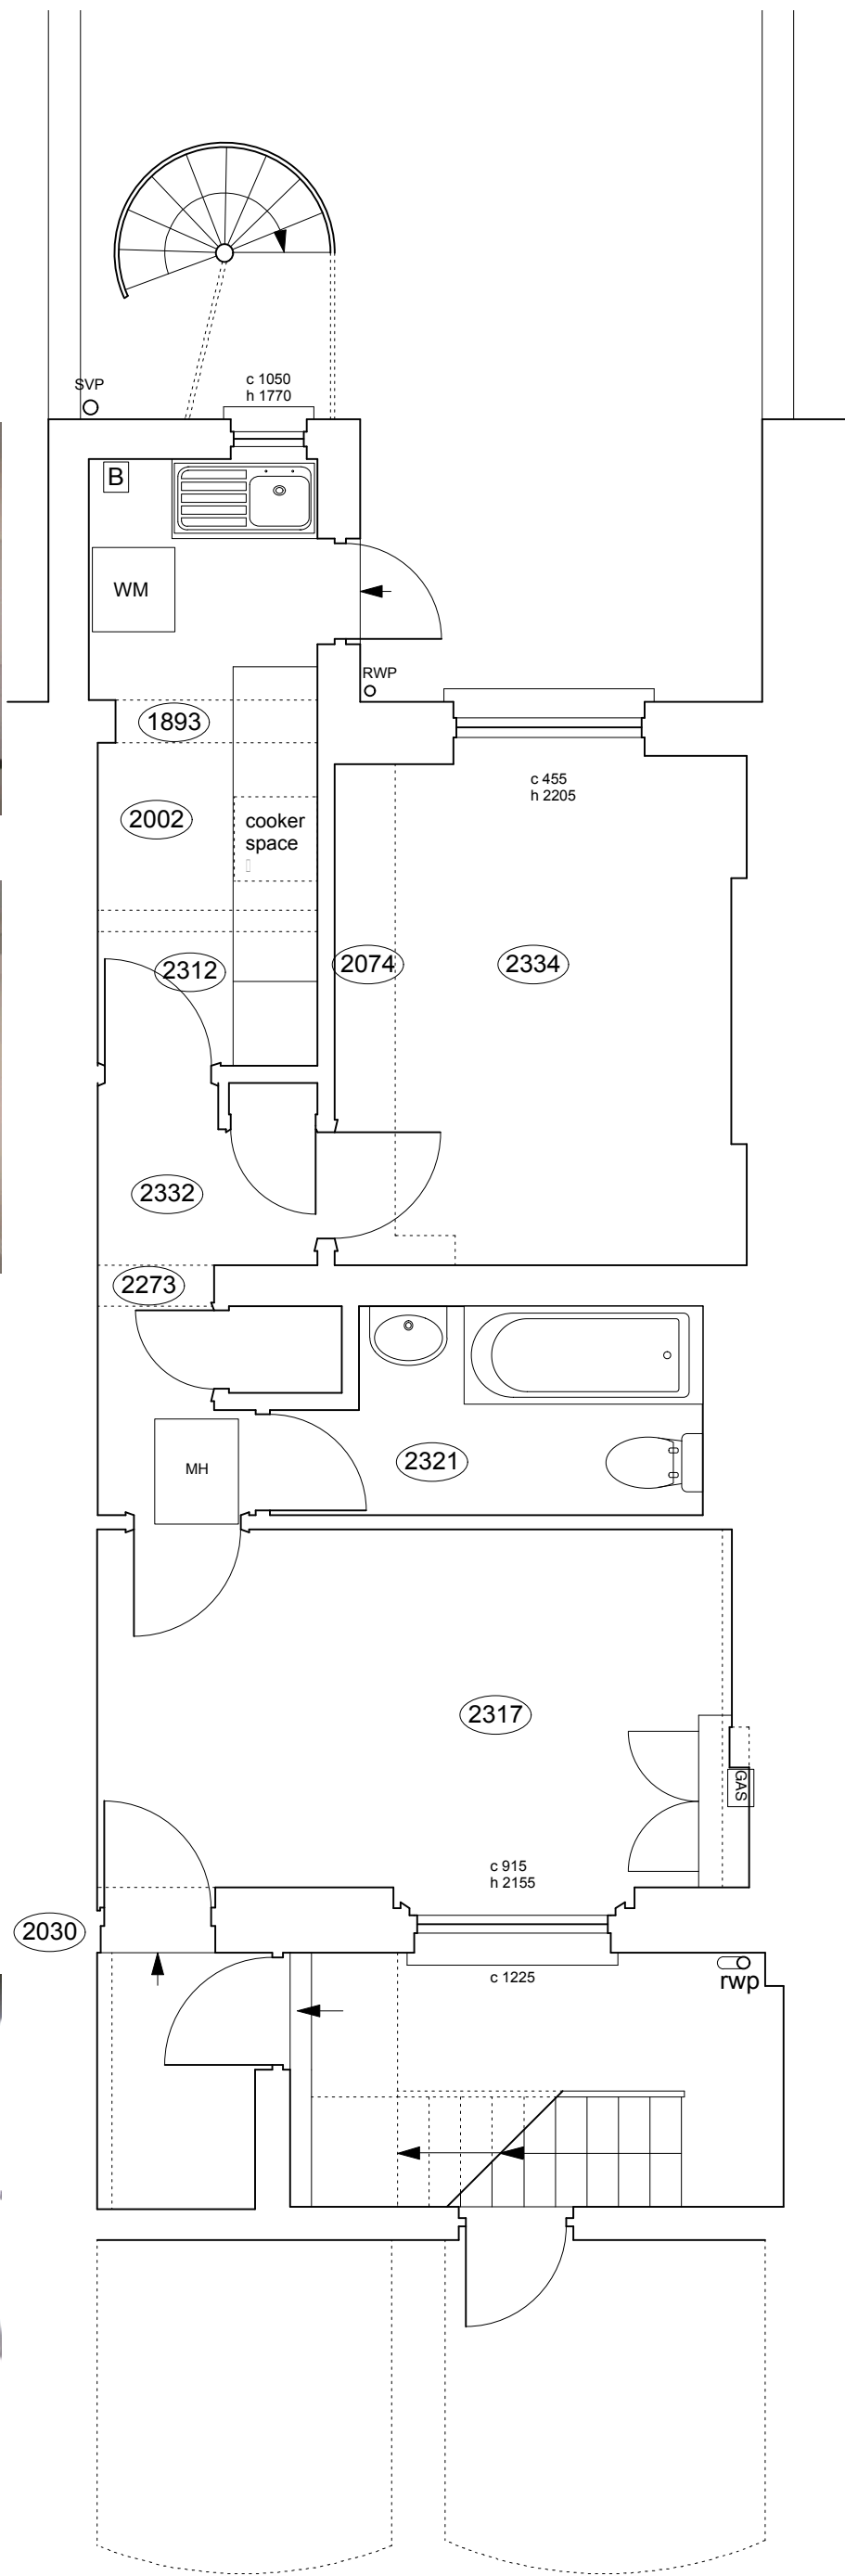 SVP
c 1050
h 1770
B
WM
RWP
1893
c 455
h 2205
2002
cooker
space
2312
2074
2334
2332
2273
2321
MH
2317
GAS
c 915
h 2155
2030
c 1225
rwp